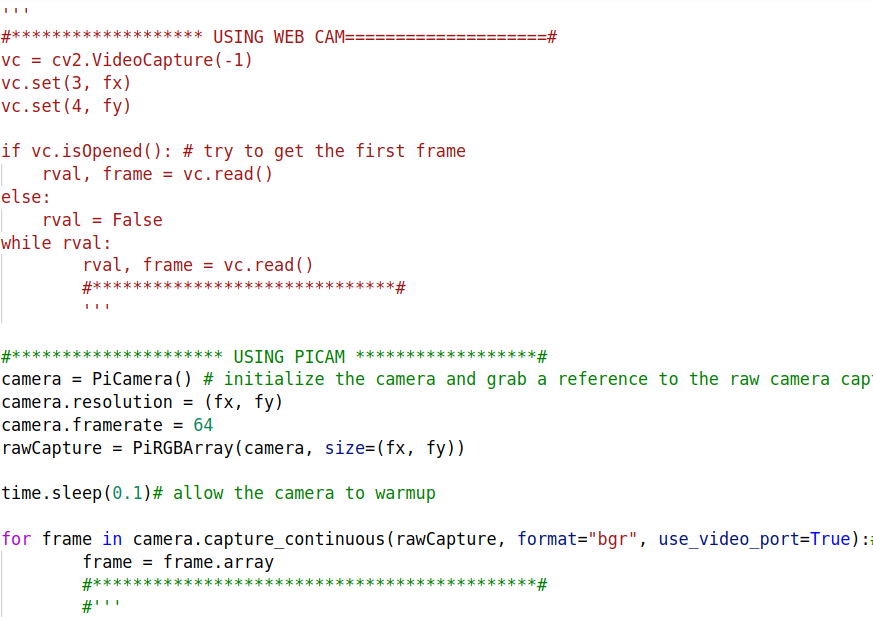 '''
#******************* USING WEB CAM====================#
vc = cv2.VideoCapture(-1)
vc.set(3, fx)
vc.set(4, fy)
if vc.isOpened(): # try to get the first frame
    rval, frame = vc.read()
else:
    rval = False
while rval:
        rval, frame = vc.read()
        #******************************#
        '''
#********************* USING PICAM ******************#
camera = PiCamera() # initialize the camera and grab a reference to the raw camera cap
camera.resolution = (fx, fy)
camera.framerate = 64
rawCapture = PiRGBArray(camera, size=(fx, fy))
time.sleep(0.1)# allow the camera to warmup
for frame in camera.capture_continuous(rawCapture, format="bgr", use_video_port=True):#
        frame = frame.array
        #********************************************#
        #'''